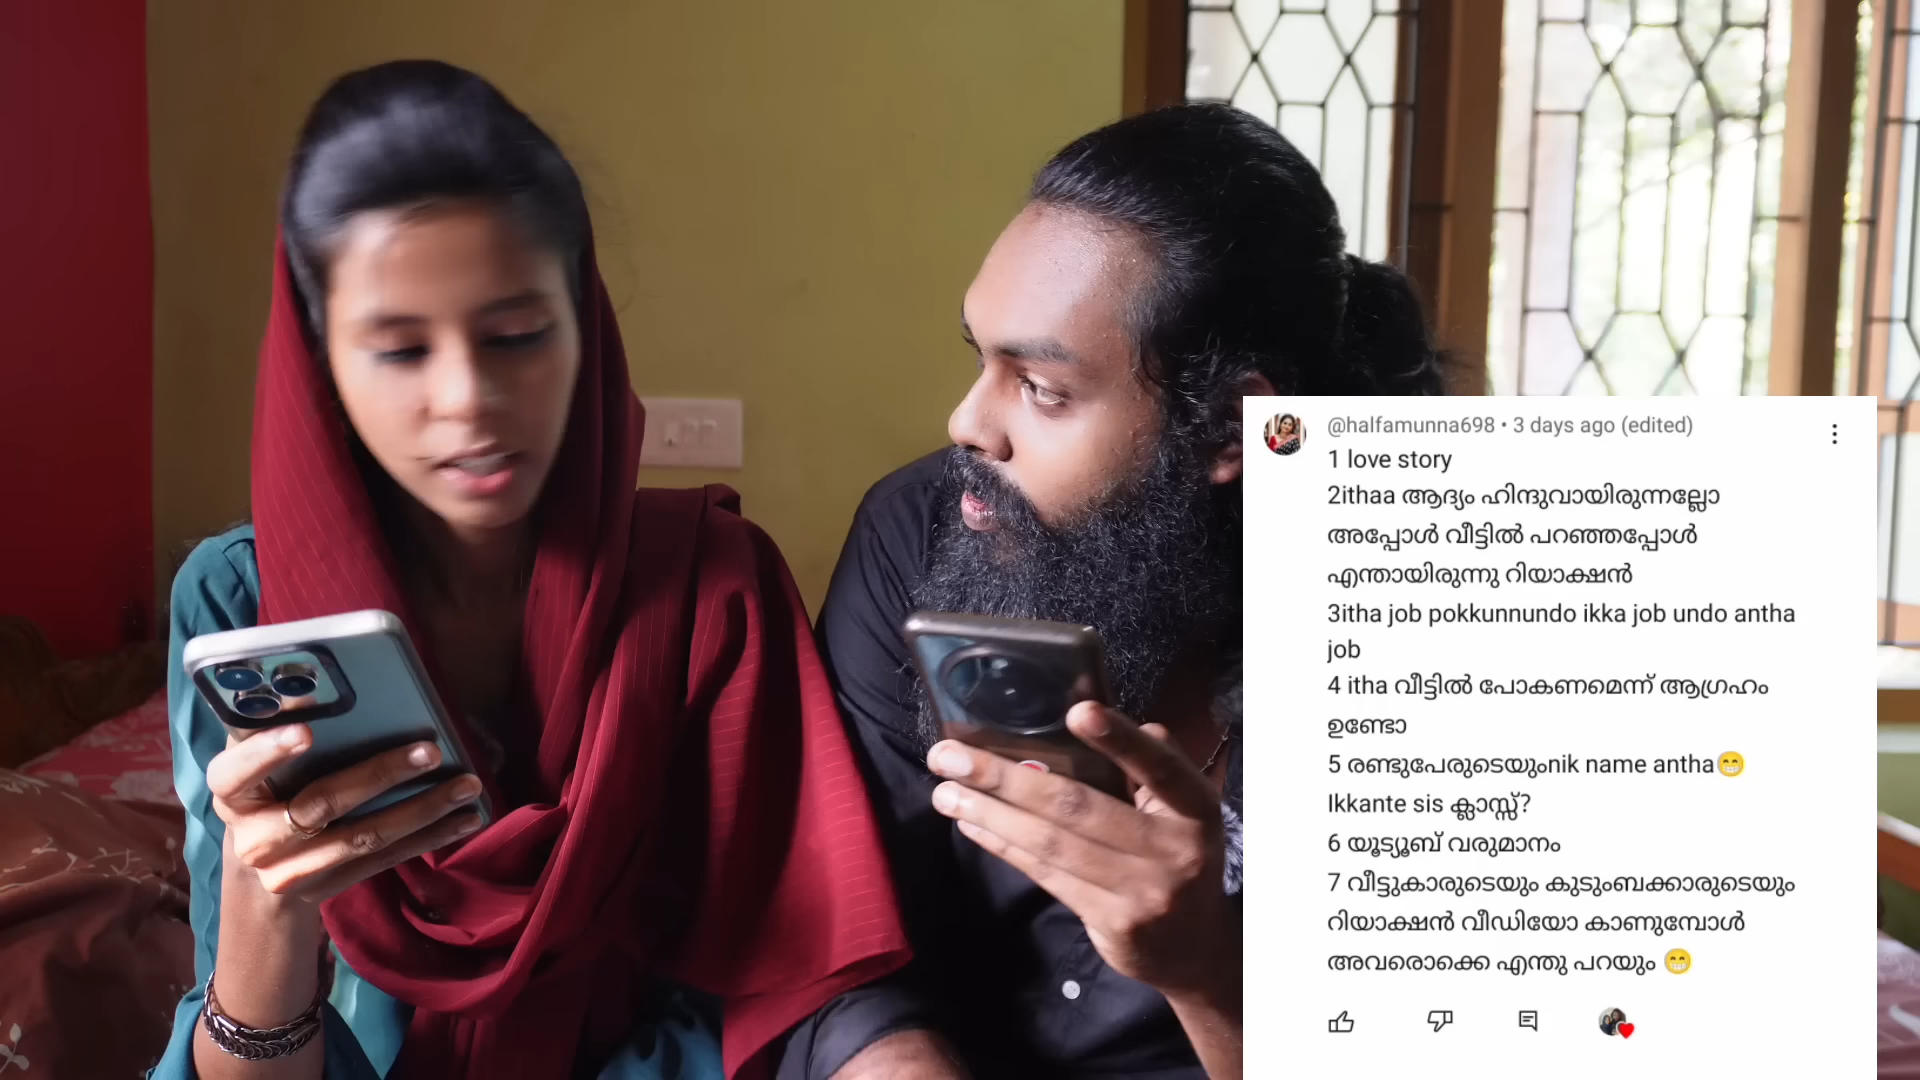 @halfamunna698 • 3 days ago (edited)
1 love story
2ithaa ആദ്യം ഹിന്ദുവായിരുന്നല്ലോ
അപ്പോൾ വീട്ടിൽ പറഞ്ഞപ്പോൾ
എന്തായിരുന്നു റിയാക്ഷൻ
3itha job pokkunnundo ikka job undo antha
job
4 itha വീട്ടിൽ പോകണമെന്ന് ആഗ്രഹം
ഉണ്ടോ
5 രണ്ടുപേരുടെയുംnik name antha😁
Ikkante sis ക്ലാസ്സ്?
6 യൂട്യൂബ് വരുമാനം
7 വീട്ടുകാരുടെയും കുടുംബക്കാരുടെയും
റിയാക്ഷൻ വീഡിയോ കാണുമ്പോൾ
അവരൊക്കെ എന്തു പറയും 😁